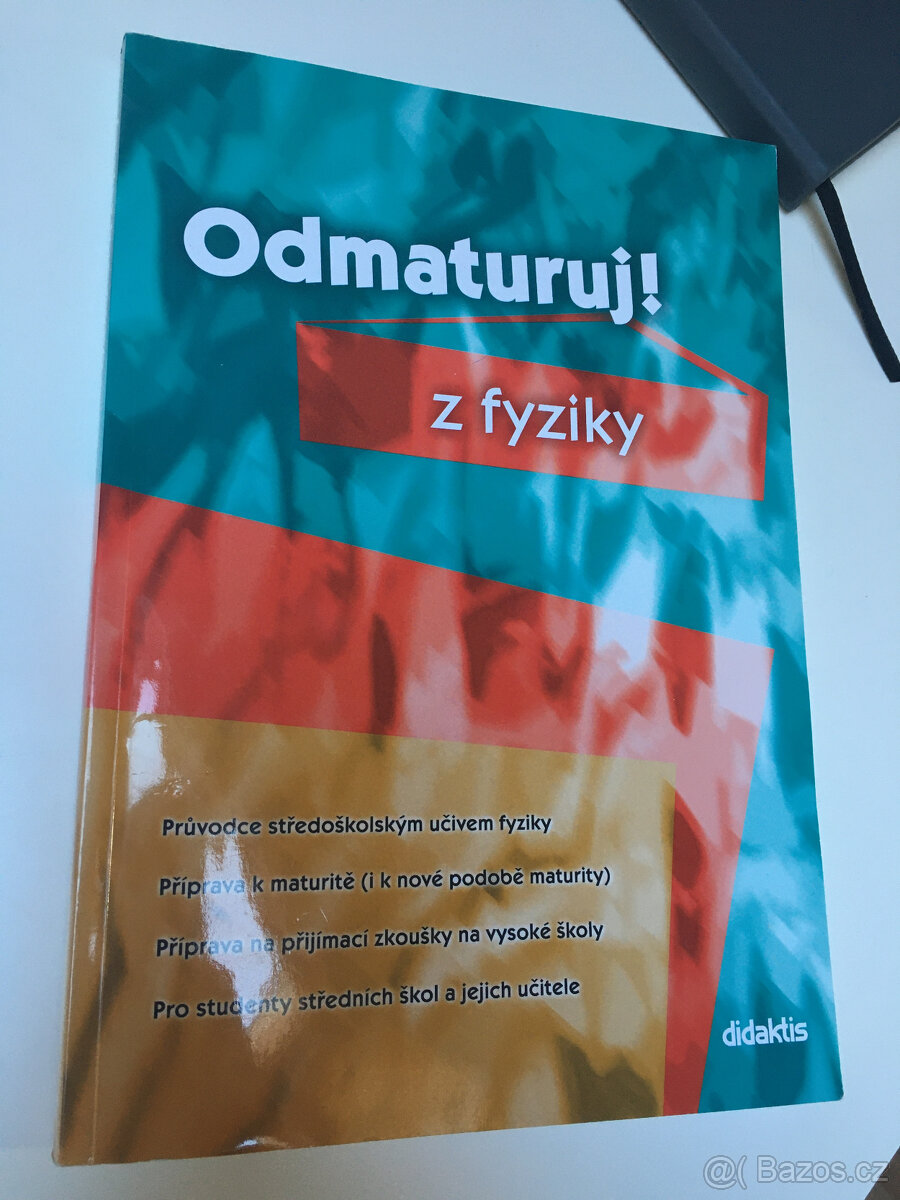 Odmaturuj!
z fyziky
Průvodce středoškolským učivem fyziky
Příprava k maturitě (i k nové podobě maturity)
Příprava na přijímací zkoušky na vysoké školy
Pro studenty středních škol a jejich učitele
didaktis
@( Bazos.cz